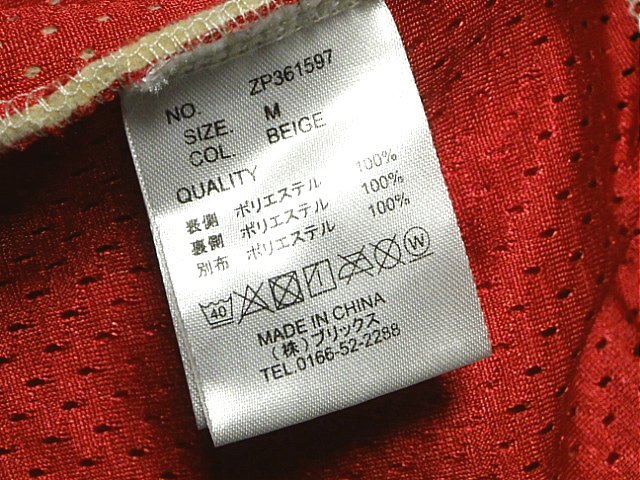 NO. ZP361597
SIZE. M
COL. BEIGE
QUALITY
表側 ポリエステル 100%
裏側 ポリエステル 100%
別布 ポリエステル 100%
40 W
MADE IN CHINA
(株)ブリックス
TEL.0166-52-2288